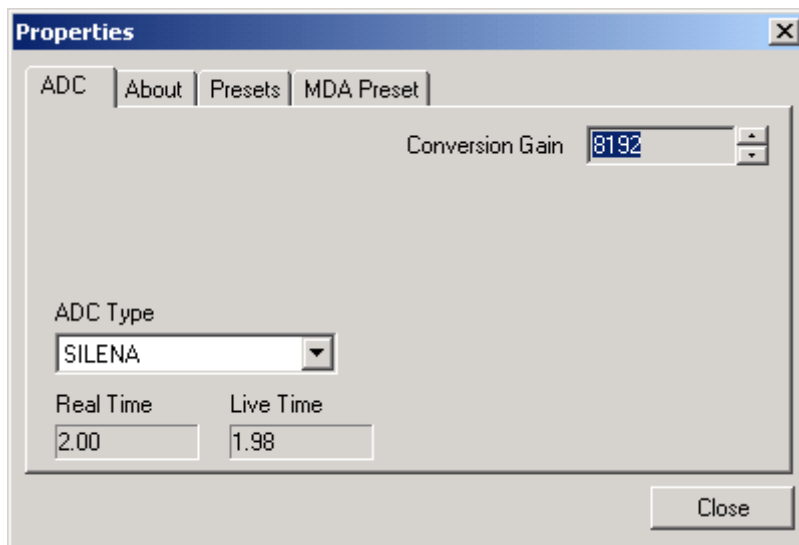 Properties
ADC About Presets MDA Preset
Conversion Gain 8192
ADC Type
SILENA
Real Time Live Time
2.00 1.98
Close